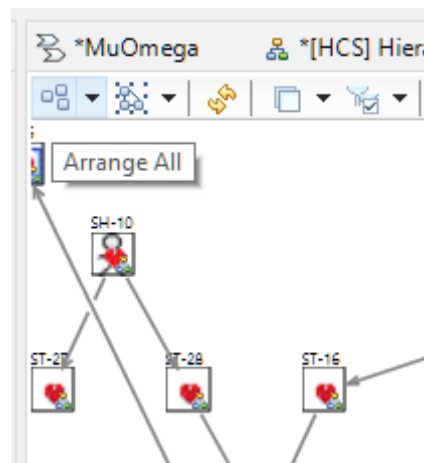 *MuOmega
*[HCS] Hiera
Arrange All
SH-10
ST-27
ST-28
ST-16